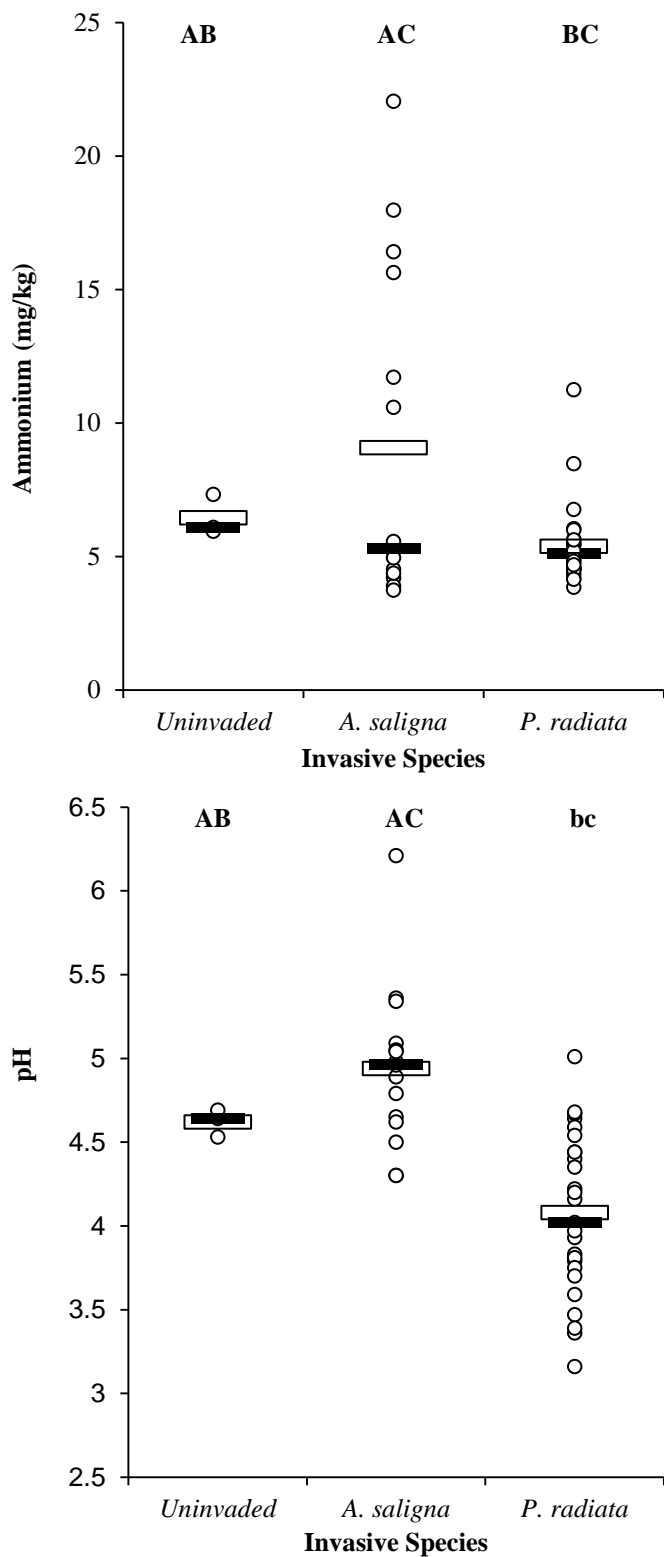 25
AB AC BC
20
15
10
5
0
Ammonium (mg/kg)
Uninvaded A. saligna P. radiata
Invasive Species
6.5
AB AC bc
6
5.5
5
4.5
4
3.5
3
2.5
pH
Uninvaded A. saligna P. radiata
Invasive Species